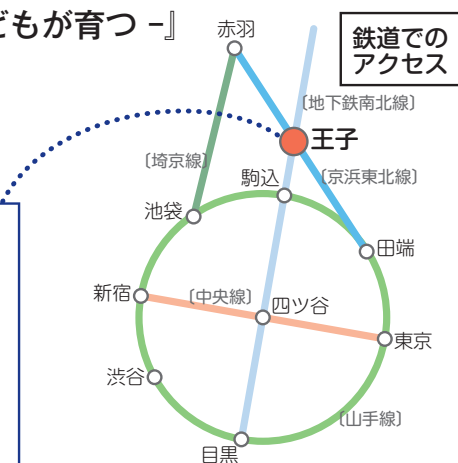 どもが育つ −』
鉄道での
アクセス
赤羽
〔地下鉄南北線〕
王子
〔埼京線〕
駒込
〔京浜東北線〕
池袋
田端
新宿
〔中央線〕
四ツ谷
東京
渋谷
〔山手線〕
目黒